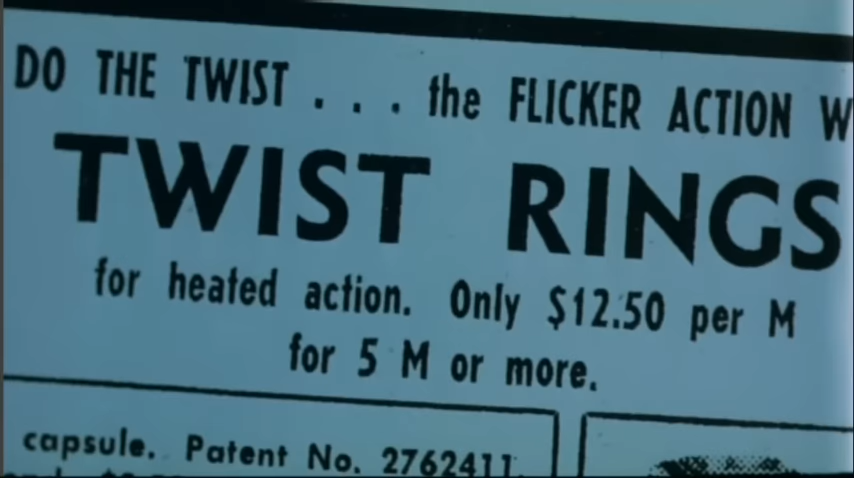 DO THE TWIST . . . the FLICKER ACTION W
TWIST RINGS
for heated action. Only $12.50 per M
for 5 M or more.
capsule. Patent No. 2762411.